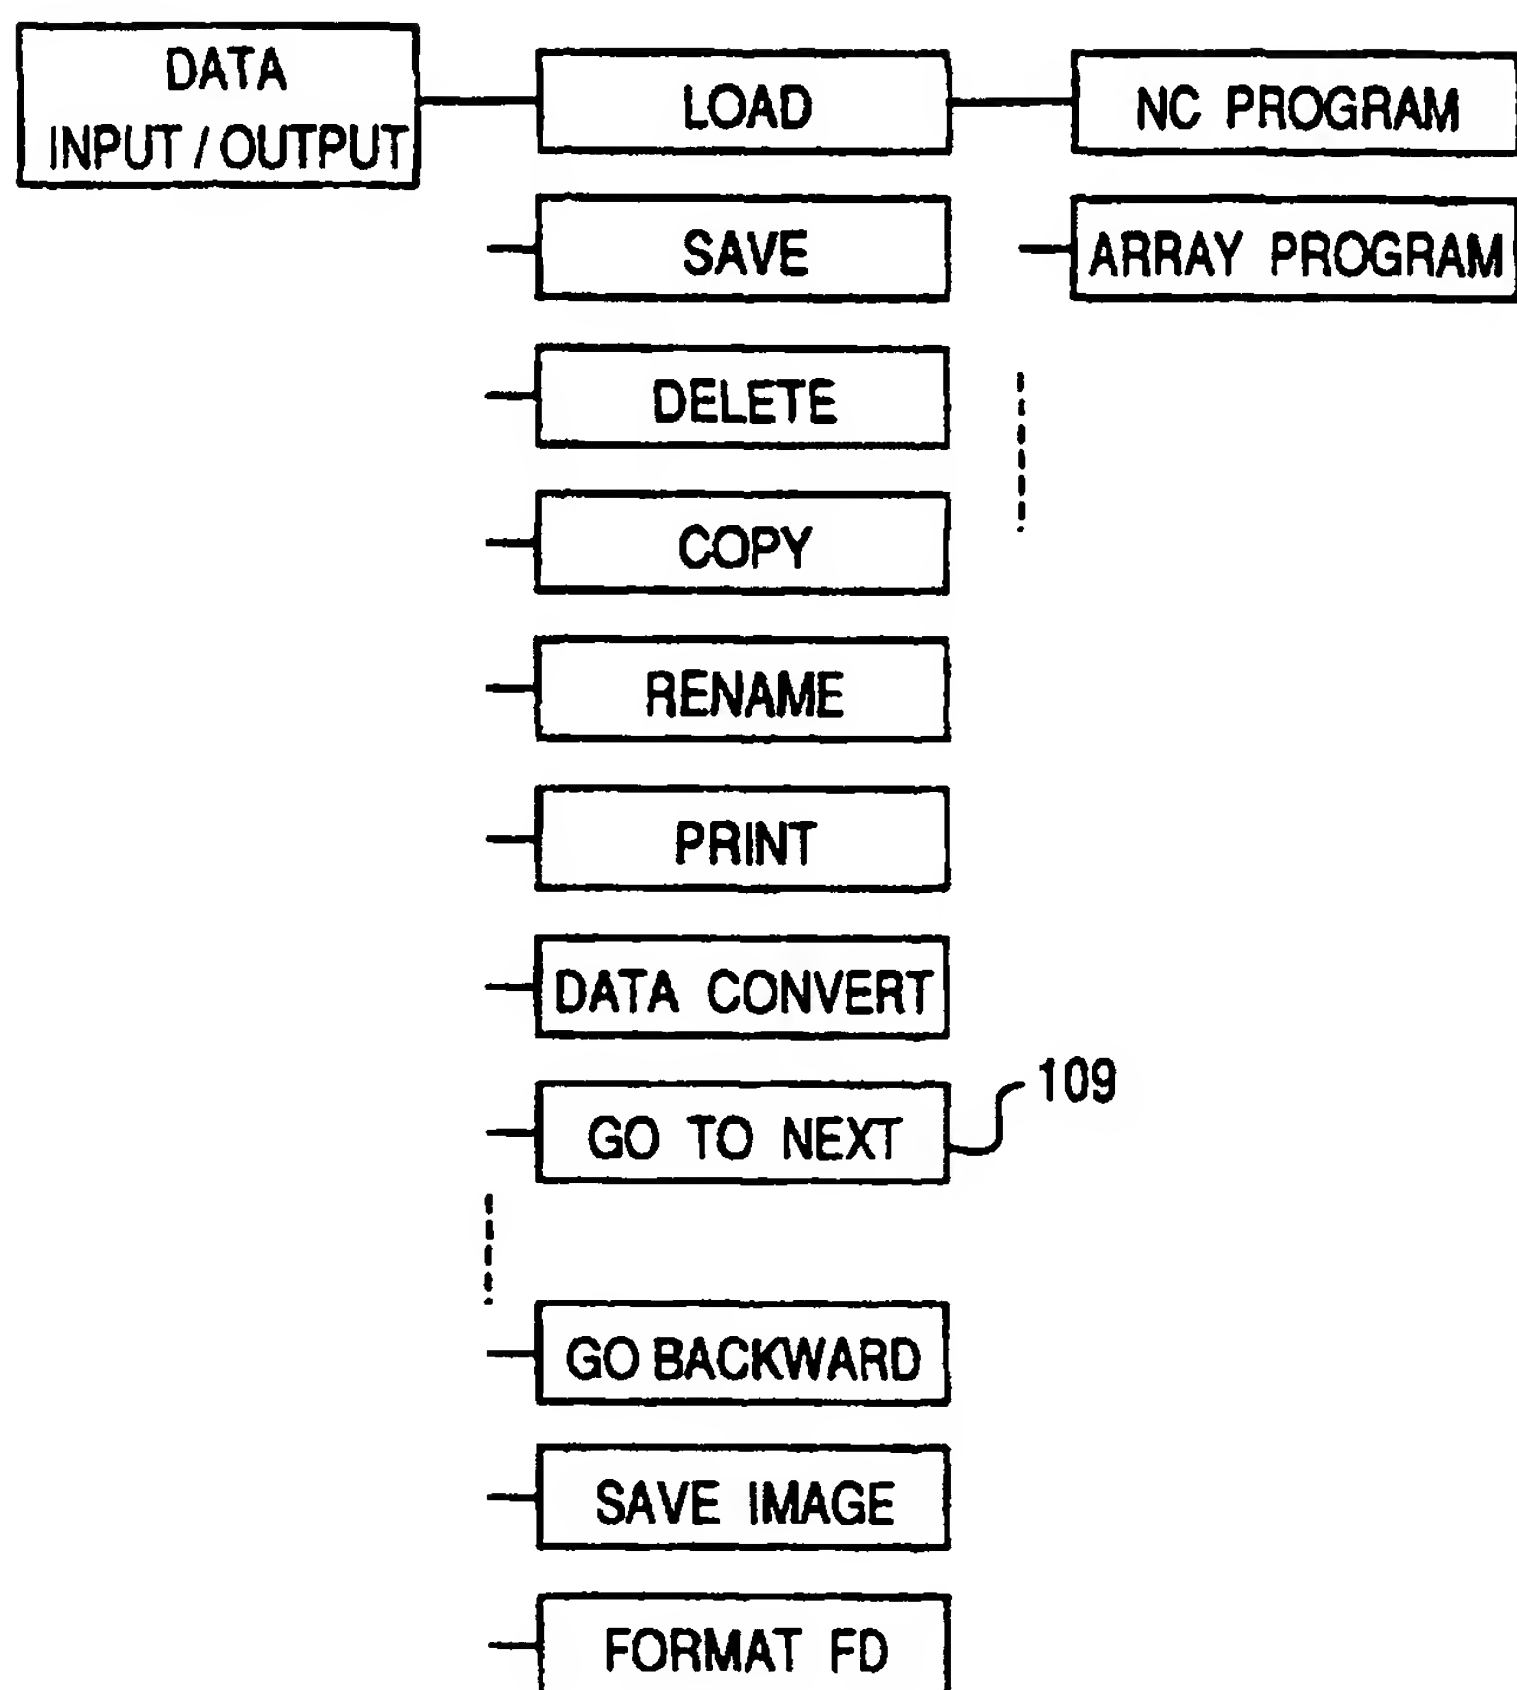 DATA
INPUT / OUTPUT
LOAD
NC PROGRAM
SAVE
ARRAY PROGRAM
DELETE
COPY
RENAME
PRINT
DATA CONVERT
GO TO NEXT
109
GO BACKWARD
SAVE IMAGE
FORMAT FD